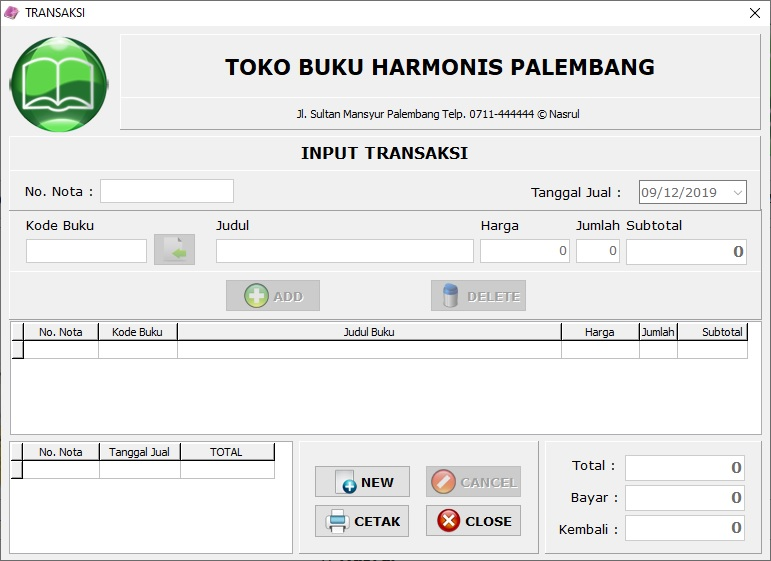 TRANSAKSI
TOKO BUKU HARMONIS PALEMBANG
Jl. Sultan Mansyur Palembang Telp. 0711-444444 © Nasrul
INPUT TRANSAKSI
No. Nota :
Tanggal Jual : 09/12/2019
Kode Buku Judul Harga Jumlah Subtotal
0 0 0
ADD DELETE
No. Nota Kode Buku Judul Buku Harga Jumlah Subtotal
No. Nota Tanggal Jual TOTAL
NEW CANCEL
CETAK CLOSE
Total : 0
Bayar : 0
Kembali : 0